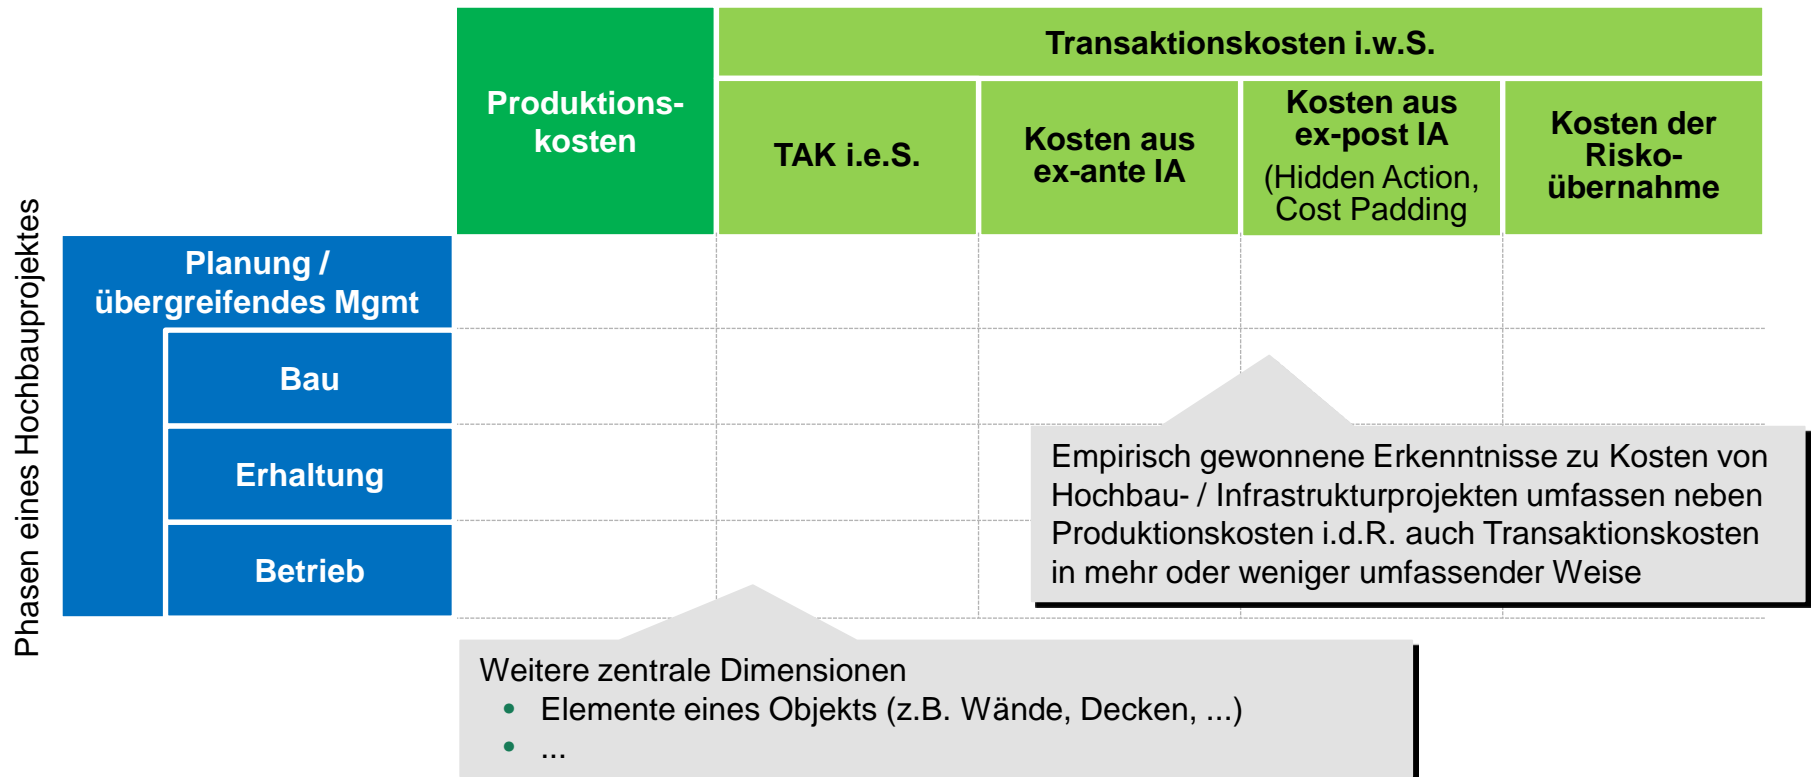 Transaktionskosten i.w.S.
Produktions-
kosten
TAK i.e.S.
Kosten aus
ex-ante IA
Kosten aus
ex-post IA
(Hidden Action,
Cost Padding
Kosten der
Risko-
übernahme
Phasen eines Hochbauprojektes
Planung /
übergreifendes Mgmt
Bau
Erhaltung
Betrieb
Empirisch gewonnene Erkenntnisse zu Kosten von
Hochbau- / Infrastrukturprojekten umfassen neben
Produktionskosten i.d.R. auch Transaktionskosten
in mehr oder weniger umfassender Weise
Weitere zentrale Dimensionen
• Elemente eines Objekts (z.B. Wände, Decken, ...)
• ...